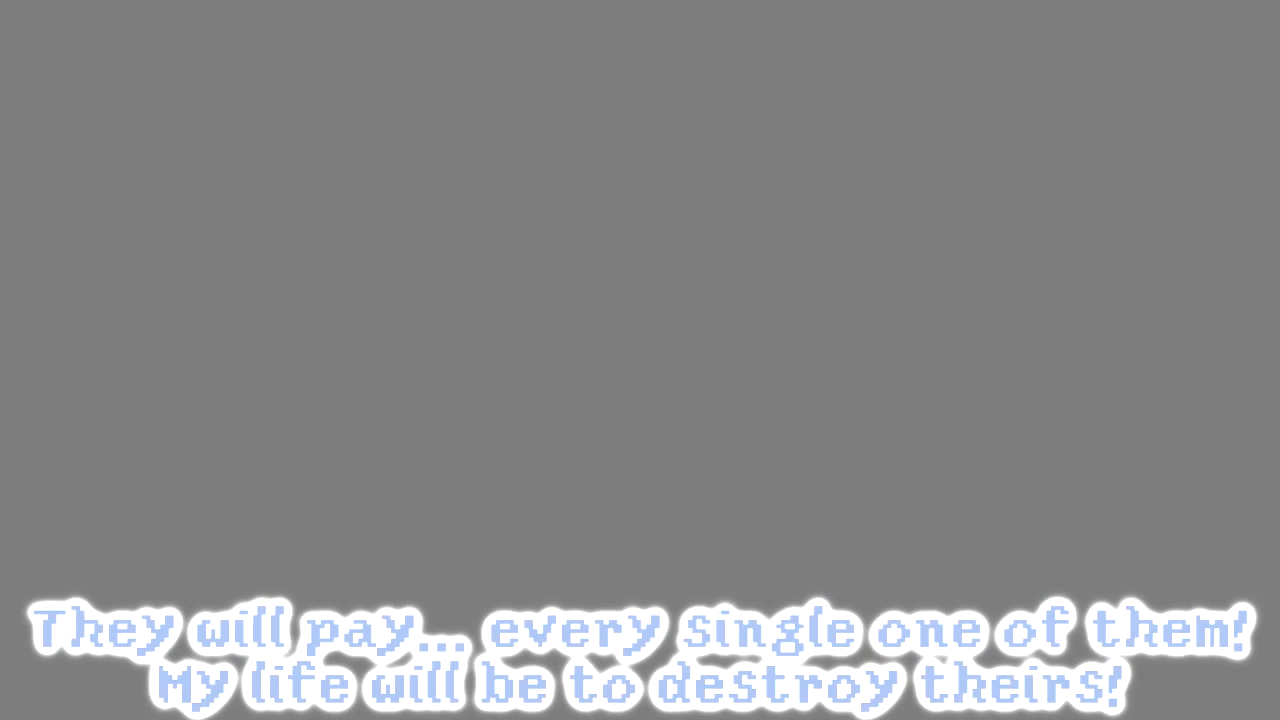 They will pay... every single one of them!
My life will be to destroy theirs!